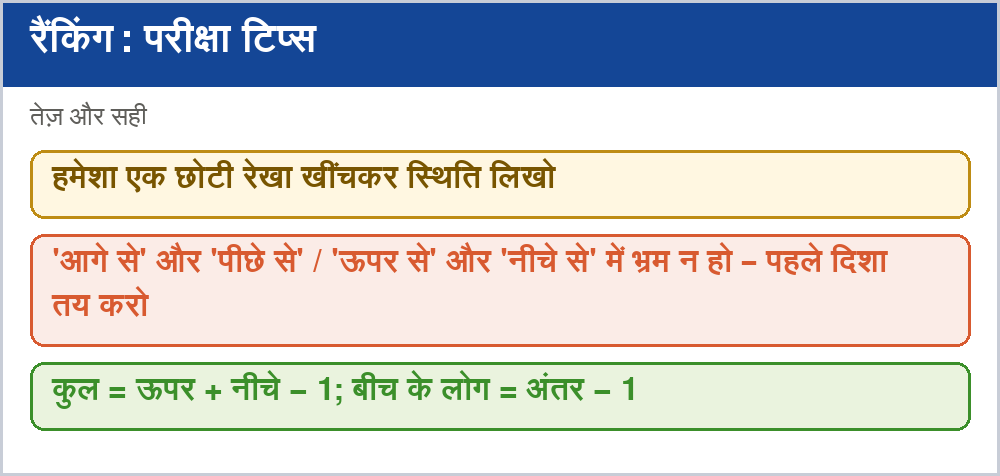 रैंकिंग : परीक्षा टिप्स
तेज़ और सही
हमेशा एक छोटी रेखा खींचकर स्थिति लिखो
'आगे से' और 'पीछे से' / 'ऊपर से' और 'नीचे से' में भ्रम न हो – पहले दिशा
तय करो
कुल = ऊपर + नीचे – 1; बीच के लोग = अंतर – 1